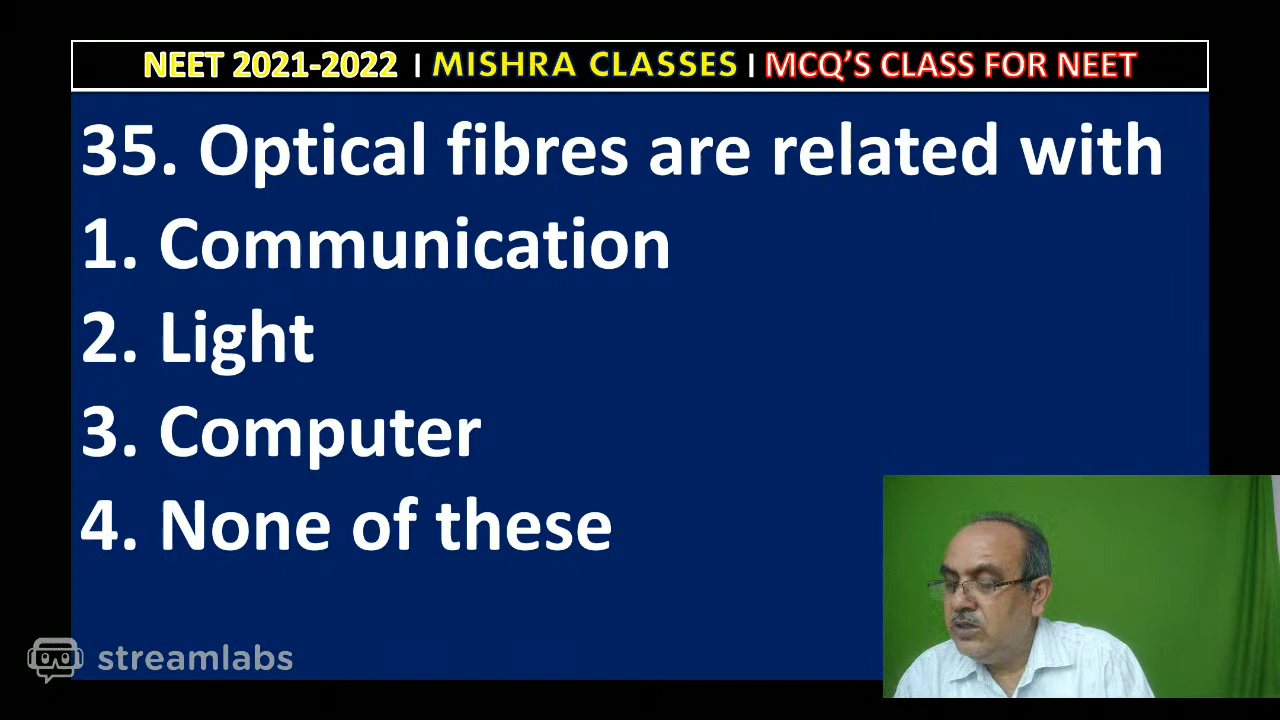 NEET 2021-2022 | MISHRA CLASSES | MCQ'S CLASS FOR NEET
35. Optical fibres are related with
1. Communication
2. Light
3. Computer
4. None of these
streamlabs